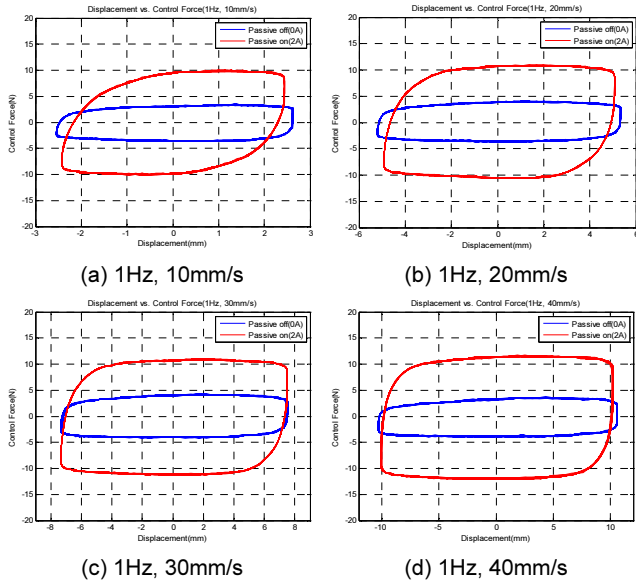 Displacement vs. Control Force(1Hz, 10mm/s)
Passive off(0A)
Passive on(2A)
20
15
10
5
0
-5
-10
-15
-20
Control Force(N)
-3 -2 -1 0 1 2 3
Displacement(mm)
(a) 1Hz, 10mm/s
Displacement vs. Control Force(1Hz, 20mm/s)
Passive off(0A)
Passive on(2A)
20
15
10
5
0
-5
-10
-15
-20
Control Force(N)
-6 -4 -2 0 2 4 6
Displacement(mm)
(b) 1Hz, 20mm/s
Displacement vs. Control Force(1Hz, 30mm/s)
Passive off(0A)
Passive on(2A)
20
15
10
5
0
-5
-10
-15
-20
Control Force(N)
-8 -6 -4 -2 0 2 4 6 8
Displacement(mm)
(c) 1Hz, 30mm/s
Displacement vs. Control Force(1Hz, 40mm/s)
Passive off(0A)
Passive on(2A)
20
15
10
5
0
-5
-10
-15
-20
Control Force(N)
-10 -5 0 5 10
Displacement(mm)
(d) 1Hz, 40mm/s